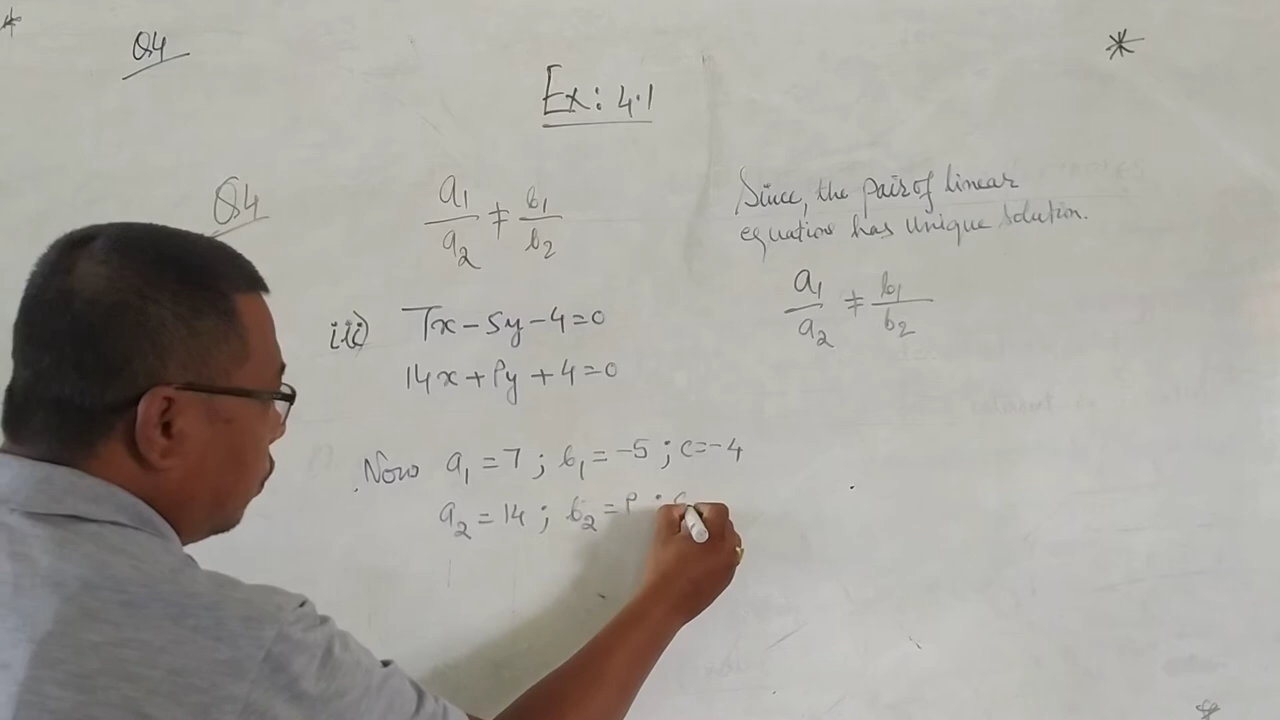 Q4
Ex: 4.1
Q4
a₁/a₂ ≠ b₁/b₂
iii) 7x - 5y - 4 = 0
14x + Py + 4 = 0
Now a₁ = 7 ; b₁ = -5 ; c = -4
a₂ = 14 ; b₂ = P ; c
Since, the pair of linear
equation has unique solution.
a₁/a₂ ≠ b₁/b₂